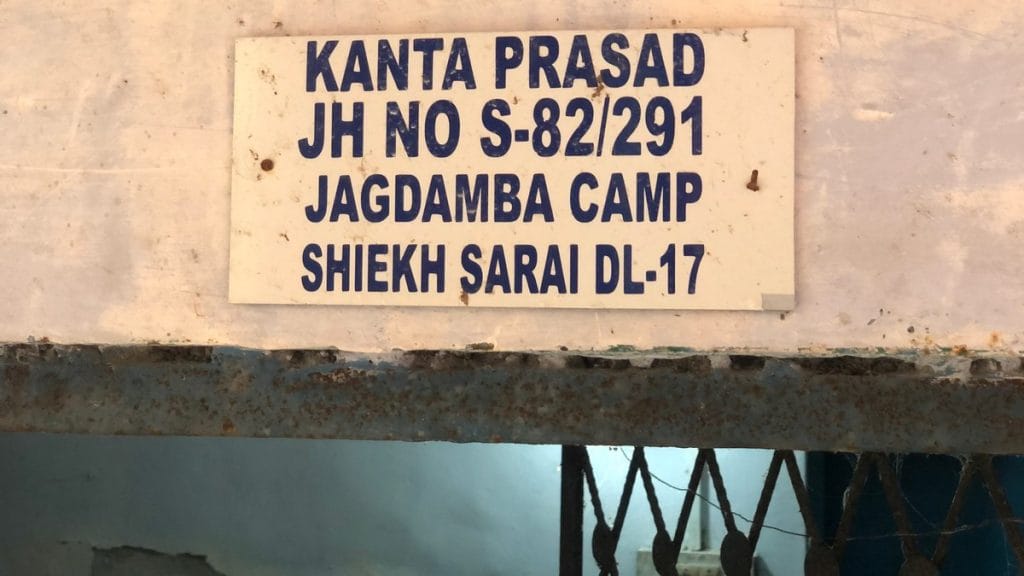 KANTA PRASAD
JH NO S-82/291
JAGDAMBA CAMP
SHIEKH SARAI DL-17